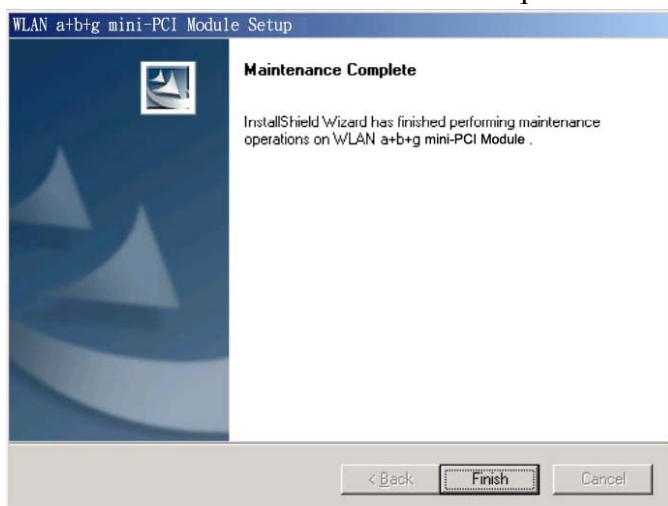 WLAN a+b+g mini-PCI Module Setup
Maintenance Complete
InstallShield Wizard has finished performing maintenance
operations on WLAN a+b+g mini-PCI Module .
< Back
Finish
Cancel